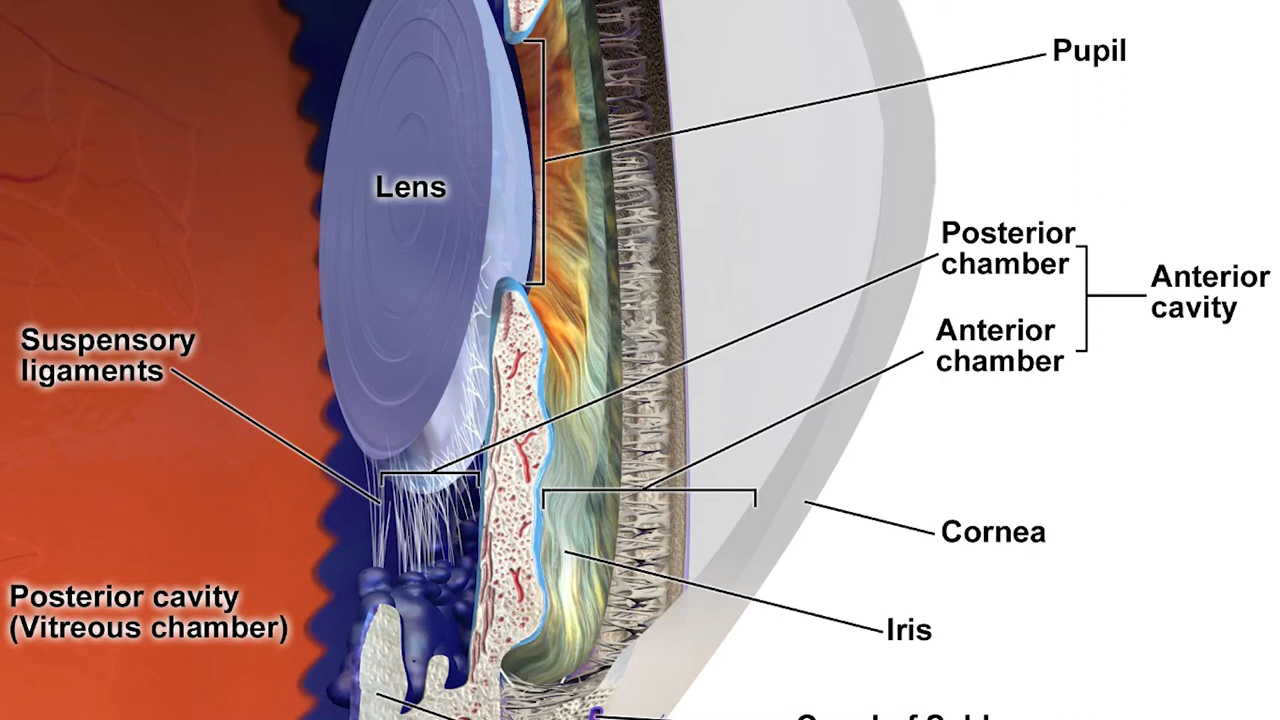 Pupil
Lens
Posterior
chamber
Anterior
cavity
Anterior
chamber
Suspensory
ligaments
Cornea
Posterior cavity
(Vitreous chamber)
Iris